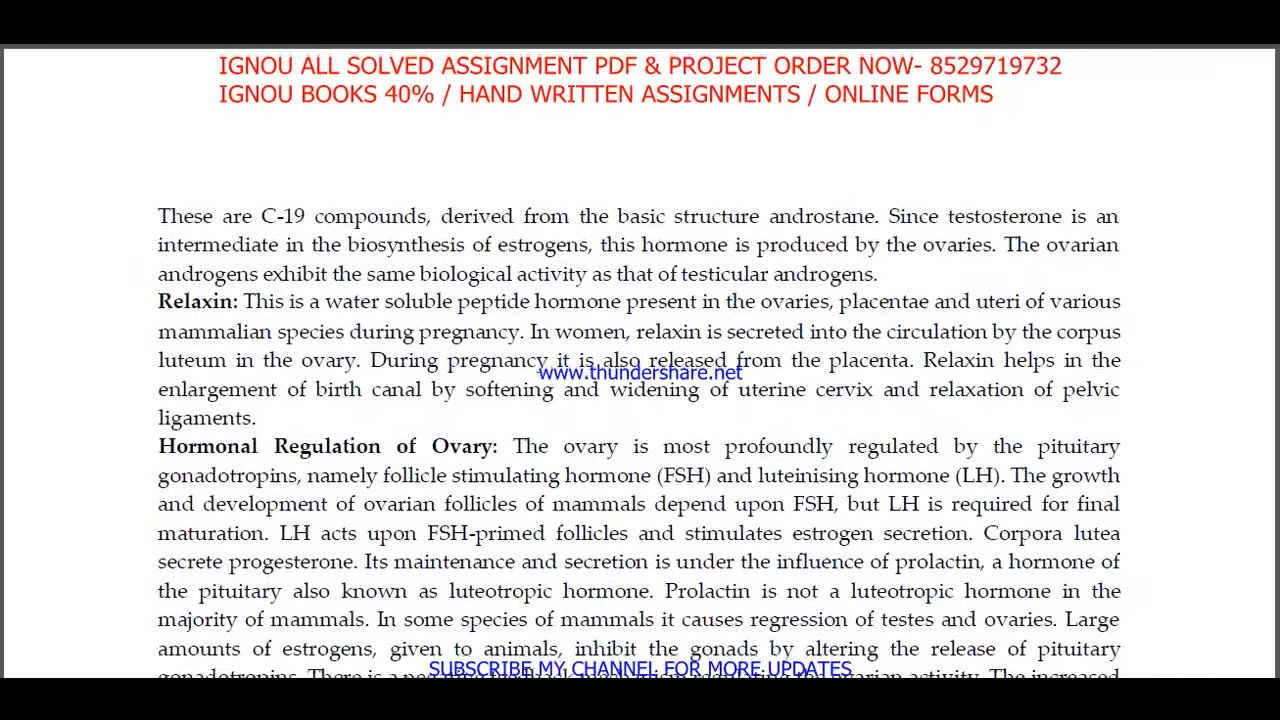 IGNOU ALL SOLVED ASSIGNMENT PDF & PROJECT ORDER NOW- 8529719732
IGNOU BOOKS 40% / HAND WRITTEN ASSIGNMENTS / ONLINE FORMS
These are C-19 compounds, derived from the basic structure androstane. Since testosterone is an
intermediate in the biosynthesis of estrogens, this hormone is produced by the ovaries. The ovarian
androgens exhibit the same biological activity as that of testicular androgens.
Relaxin: This is a water soluble peptide hormone present in the ovaries, placentae and uteri of various
mammalian species during pregnancy. In women, relaxin is secreted into the circulation by the corpus
luteum in the ovary. During pregnancy it is also released from the placenta. Relaxin helps in the
www.thundershare.net
enlargement of birth canal by softening and widening of uterine cervix and relaxation of pelvic
ligaments.
Hormonal Regulation of Ovary: The ovary is most profoundly regulated by the pituitary
gonadotropins, namely follicle stimulating hormone (FSH) and luteinising hormone (LH). The growth
and development of ovarian follicles of mammals depend upon FSH, but LH is required for final
maturation. LH acts upon FSH-primed follicles and stimulates estrogen secretion. Corpora lutea
secrete progesterone. Its maintenance and secretion is under the influence of prolactin, a hormone of
the pituitary also known as luteotropic hormone. Prolactin is not a luteotropic hormone in the
majority of mammals. In some species of mammals it causes regression of testes and ovaries. Large
amounts of estrogens, given to animals, inhibit the gonads by altering the release of pituitary
SUBSCRIBE MY CHANNEL FOR MORE UPDATES
gonadotropins. There is a ovarian activity. The increased